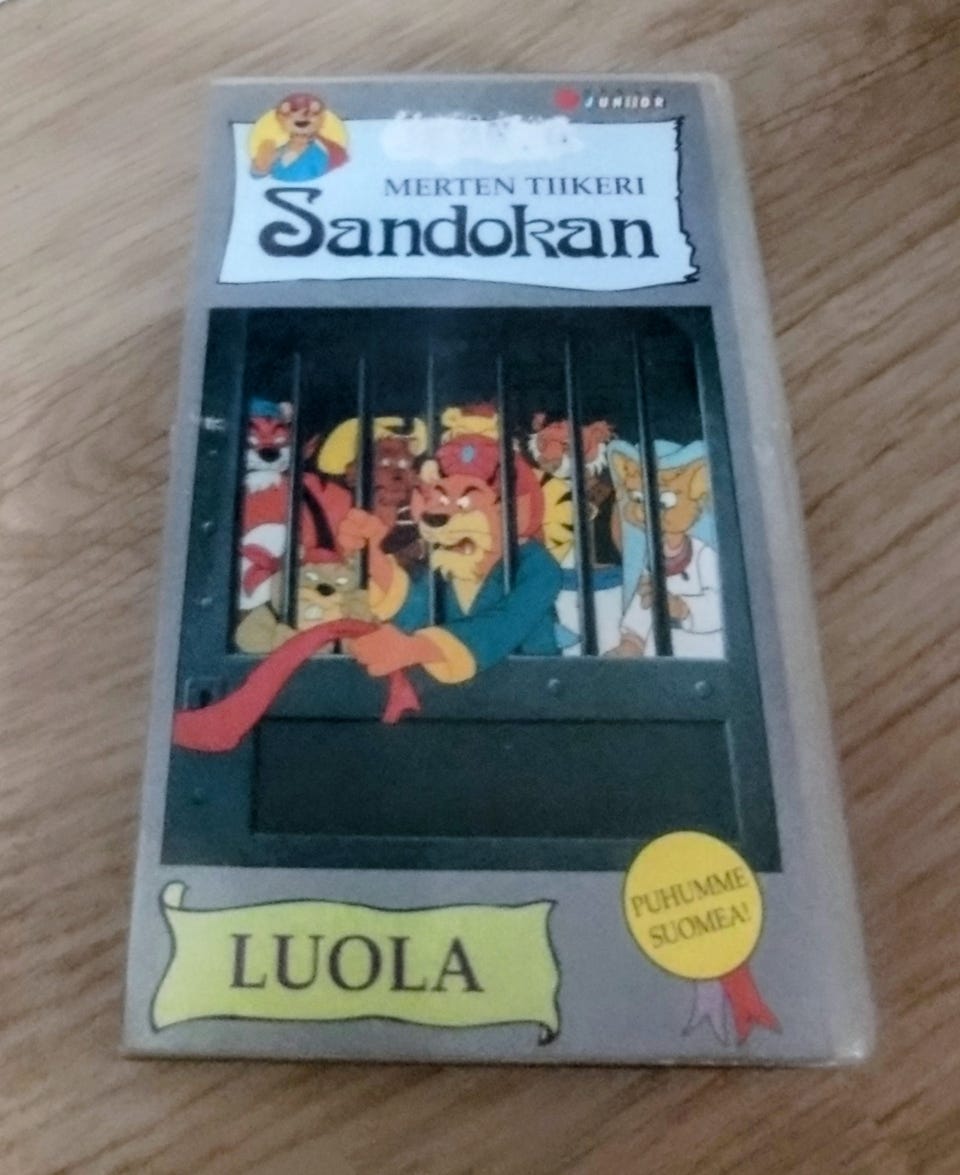 JUNIOR
MERTEN TIIKERI
Sandokan
PUHUMME
SUOMEA!
LUOLA